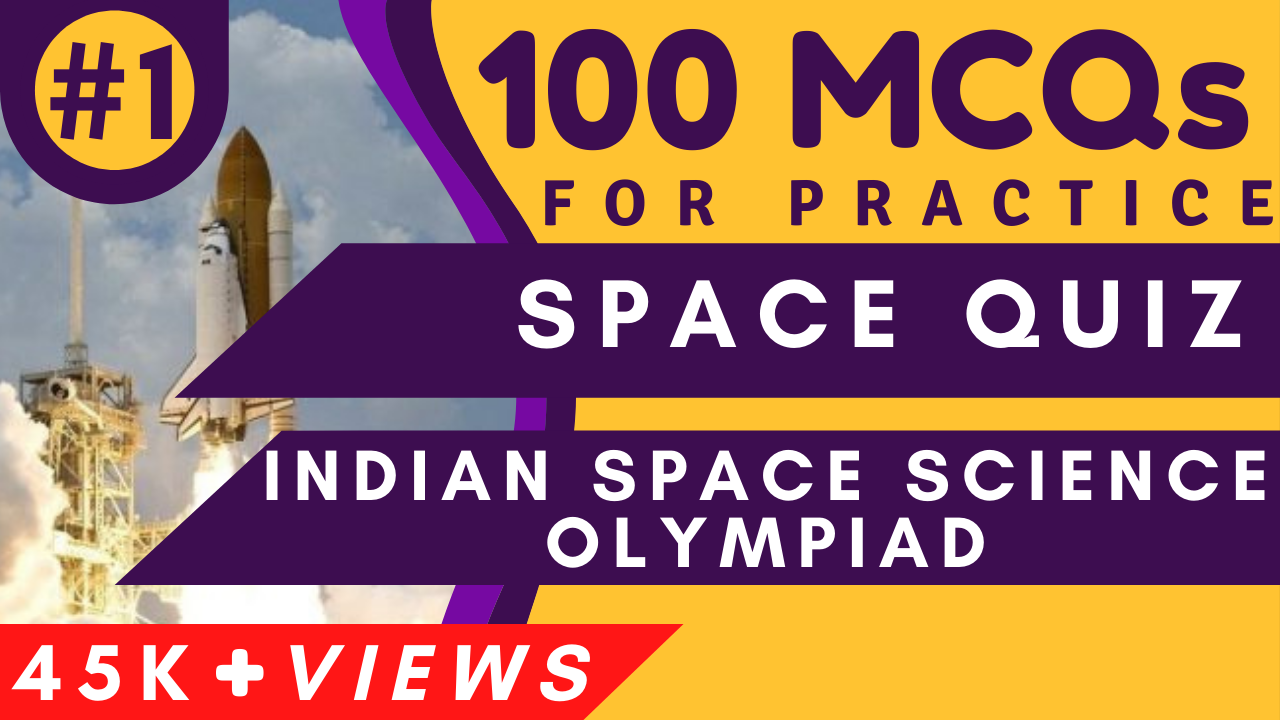 #1
100 MCQs
FOR PRACTICE
SPACE QUIZ
INDIAN SPACE SCIENCE
OLYMPIAD
45K+VIEWS